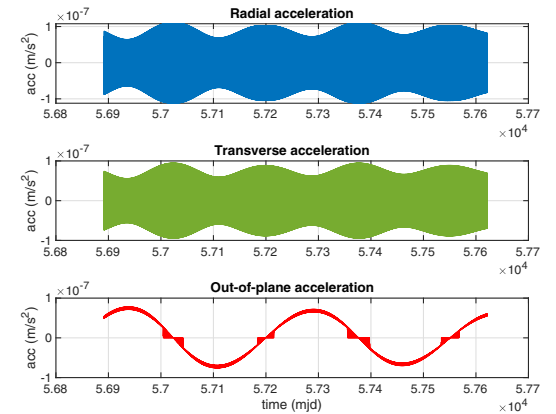 Radial acceleration
×10⁻⁷
1
0
-1
acc (m/s²)
5.68 5.69 5.7 5.71 5.72 5.73 5.74 5.75 5.76 5.77
×10⁴
Transverse acceleration
×10⁻⁷
1
0
-1
acc (m/s²)
5.68 5.69 5.7 5.71 5.72 5.73 5.74 5.75 5.76 5.77
×10⁴
Out-of-plane acceleration
×10⁻⁷
1
0
-1
acc (m/s²)
5.68 5.69 5.7 5.71 5.72 5.73 5.74 5.75 5.76 5.77
time (mjd)
×10⁴